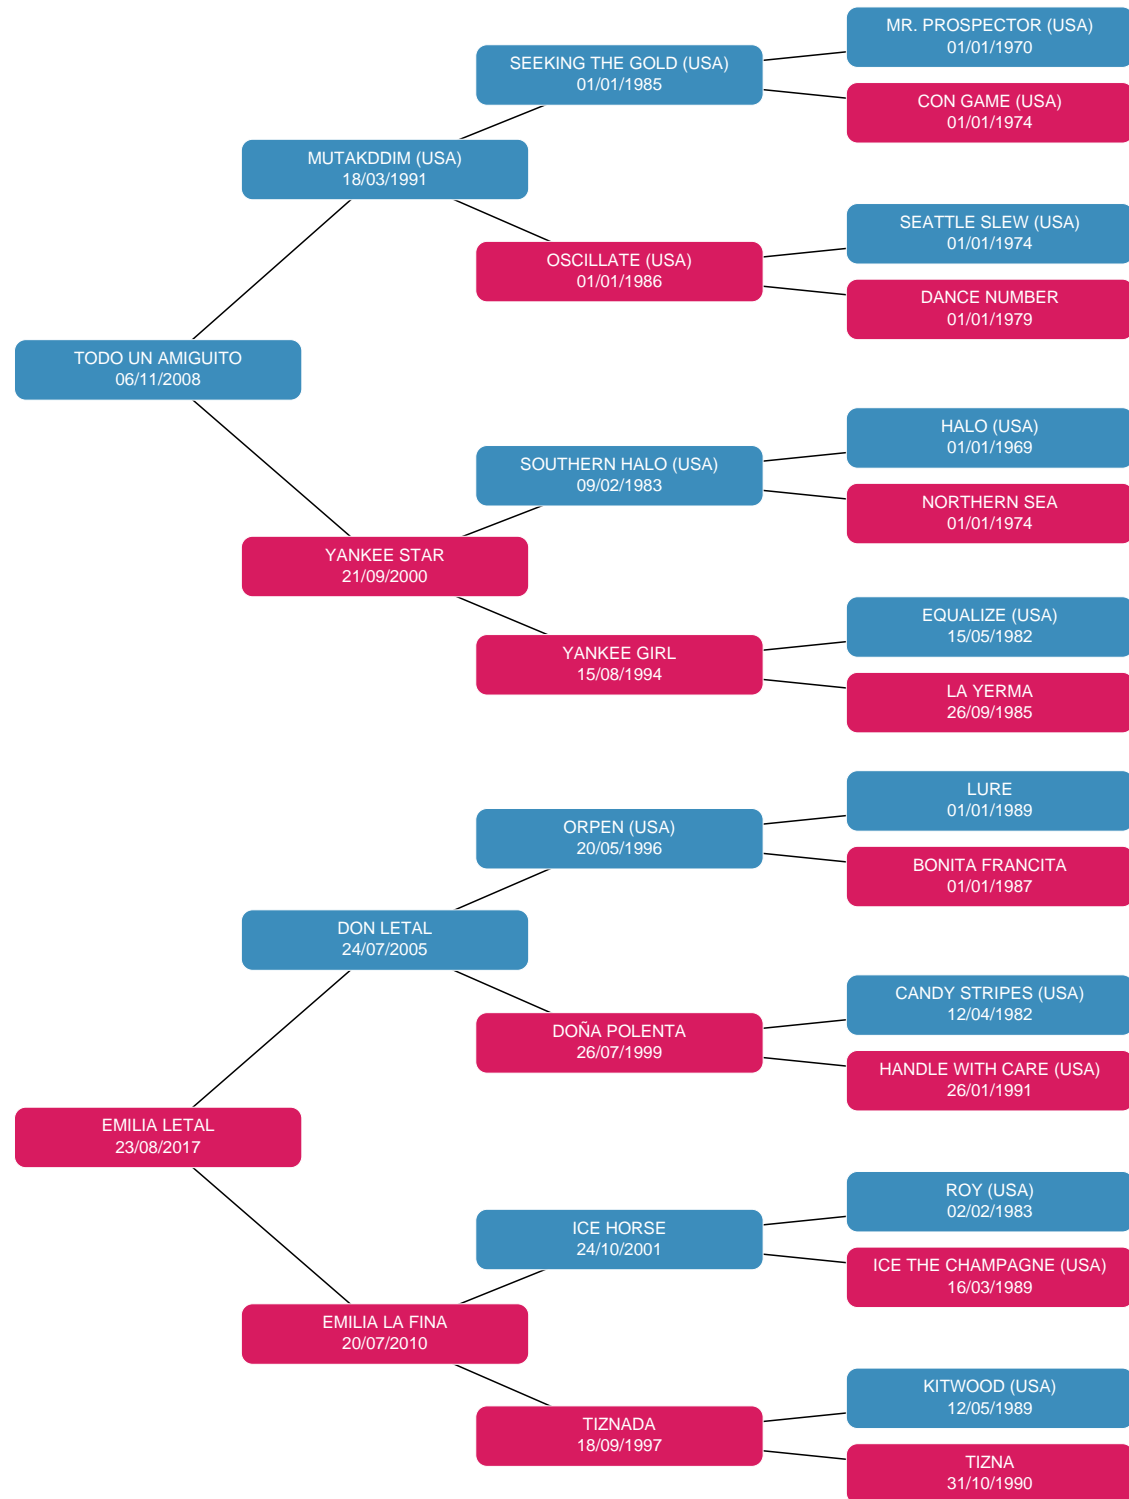 MR. PROSPECTOR (USA)
01/01/1970
SEEKING THE GOLD (USA)
01/01/1985
CON GAME (USA)
01/01/1974
MUTAKDDIM (USA)
18/03/1991
SEATTLE SLEW (USA)
01/01/1974
OSCILLATE (USA)
01/01/1986
DANCE NUMBER
01/01/1979
TODO UN AMIGUITO
06/11/2008
HALO (USA)
01/01/1969
SOUTHERN HALO (USA)
09/02/1983
NORTHERN SEA
01/01/1974
YANKEE STAR
21/09/2000
EQUALIZE (USA)
15/05/1982
YANKEE GIRL
15/08/1994
LA YERMA
26/09/1985
LURE
01/01/1989
ORPEN (USA)
20/05/1996
BONITA FRANCITA
01/01/1987
DON LETAL
24/07/2005
CANDY STRIPES (USA)
12/04/1982
DOÑA POLENTA
26/07/1999
HANDLE WITH CARE (USA)
26/01/1991
EMILIA LETAL
23/08/2017
ROY (USA)
02/02/1983
ICE HORSE
24/10/2001
ICE THE CHAMPAGNE (USA)
16/03/1989
EMILIA LA FINA
20/07/2010
KITWOOD (USA)
12/05/1989
TIZNADA
18/09/1997
TIZNA
31/10/1990